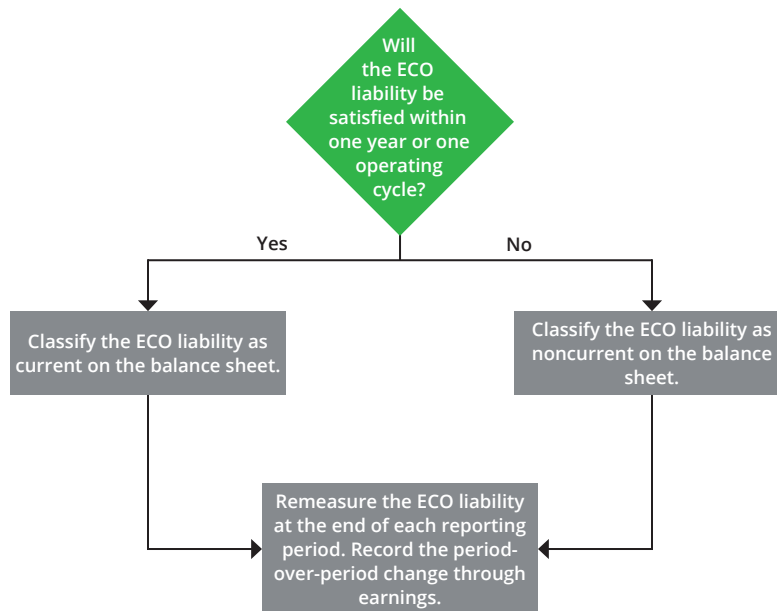 Will
the ECO
liability be
satisfied within
one year or one
operating
cycle?
Yes
No
Classify the ECO liability as
current on the balance sheet.
Classify the ECO liability as
noncurrent on the balance
sheet.
Remeasure the ECO liability
at the end of each reporting
period. Record the period-
over-period change through
earnings.